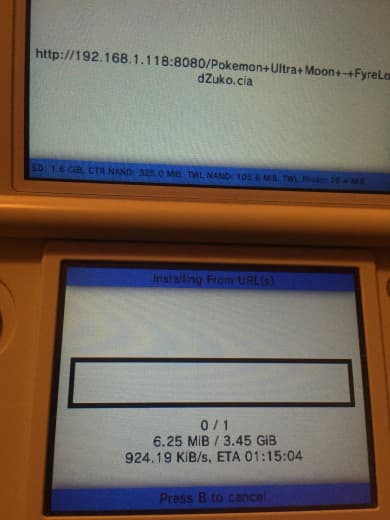 http://192.168.1.118:8080/Pokemon+Ultra+Moon+-+FyreLo
dZuko.cia
SD: 1.6 GiB, CTR NAND: 325.0 MiB, TWL NAND: 105.6 MiB, TWL Photo:
Installing From URL(s)
0 / 1
6.25 MiB / 3.45 GiB
924.19 KiB/s, ETA 01:15:04
Press B to cancel